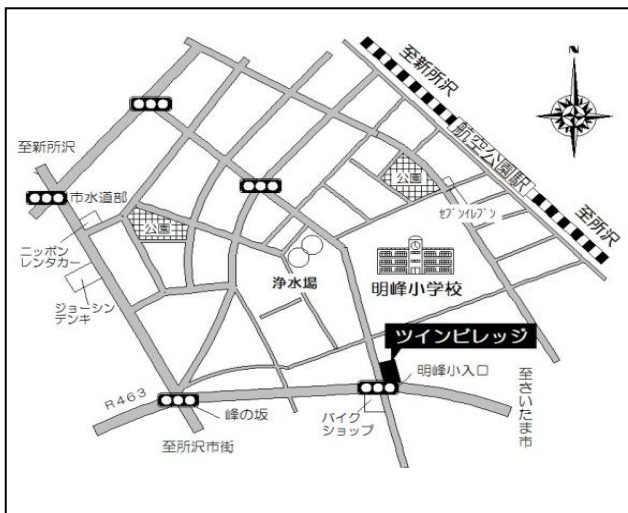 N
至新所沢
航空公園駅
至所沢
至新所沢
市水道部
公園
公園
ｾﾌﾞﾝｲﾚﾌﾞﾝ
ニッポン
レンタカー
ジョーシン
デンキ
浄水場
明峰小学校
ツインビレッジ
明峰小入口
至さいたま市
R463
峰の坂
バイク
ショップ
至所沢市街